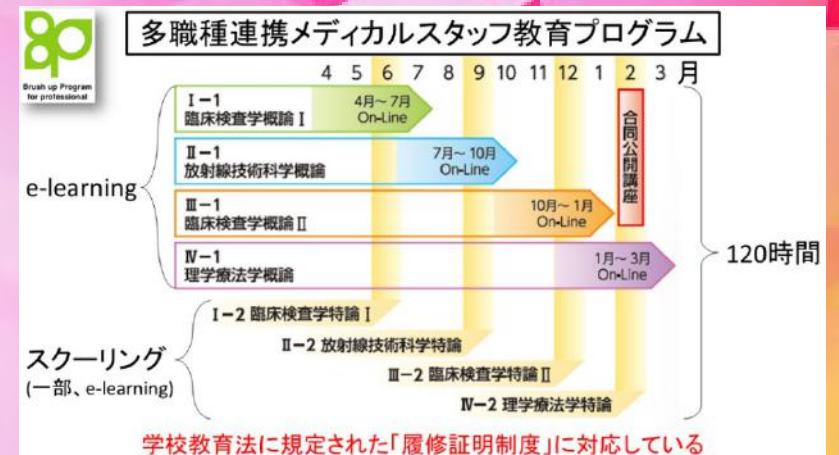 Brush up Program
for professional
多職種連携メディカルスタッフ教育プログラム
4 5 6 7 8 9 10 11 12 1 2 3 月
e-learning
Ⅰ−1
臨床検査学概論Ⅰ
4月〜7月
On-Line
Ⅱ−1
放射線技術科学概論
7月〜10月
On-Line
Ⅲ−1
臨床検査学概論Ⅱ
10月〜1月
On-Line
Ⅳ−1
理学療法学概論
1月〜3月
On-Line
合同公開講座
120時間
スクーリング
(一部、e-learning)
Ⅰ−2 臨床検査学特論Ⅰ
Ⅱ−2 放射線技術科学特論
Ⅲ−2 臨床検査学特論Ⅱ
Ⅳ−2 理学療法学特論
学校教育法に規定された「履修証明制度」に対応している